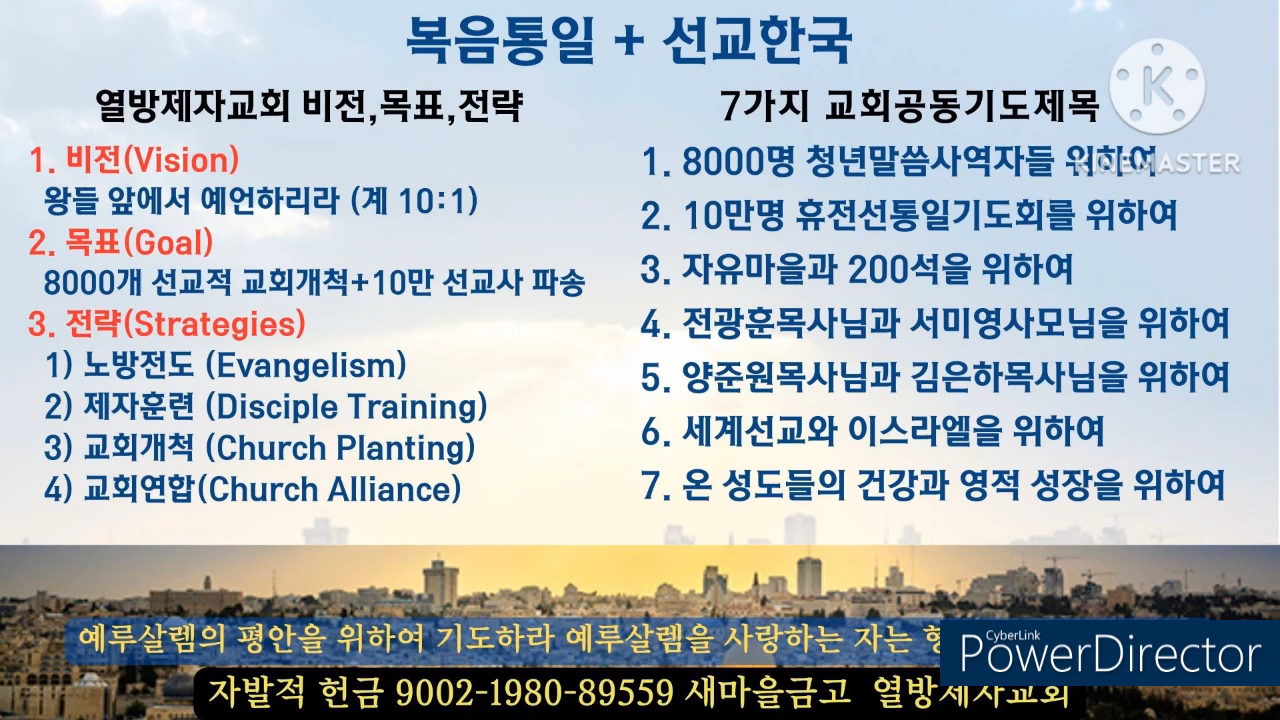 복음통일 + 선교한국
열방제자교회 비전,목표,전략
1. 비전(Vision)
왕들 앞에서 예언하리라 (계 10:1)
2. 목표(Goal)
8000개 선교적 교회개척+10만 선교사 파송
3. 전략(Strategies)
1) 노방전도 (Evangelism)
2) 제자훈련 (Disciple Training)
3) 교회개척 (Church Planting)
4) 교회연합(Church Alliance)
7가지 교회공동기도제목
1. 8000명 청년말씀사역자들 위하여
2. 10만명 휴전선통일기도회를 위하여
3. 자유마을과 200석을 위하여
4. 전광훈목사님과 서미영사모님을 위하여
5. 양준원목사님과 김은하목사님을 위하여
6. 세계선교와 이스라엘을 위하여
7. 온 성도들의 건강과 영적 성장을 위하여
K
KINEMASTER
예루살렘의 평안을 위하여 기도하라 예루살렘을 사랑하는 자는
CyberLink
PowerDirector
자발적 헌금 9002-1980-89559 새마을금고 열방제자교회